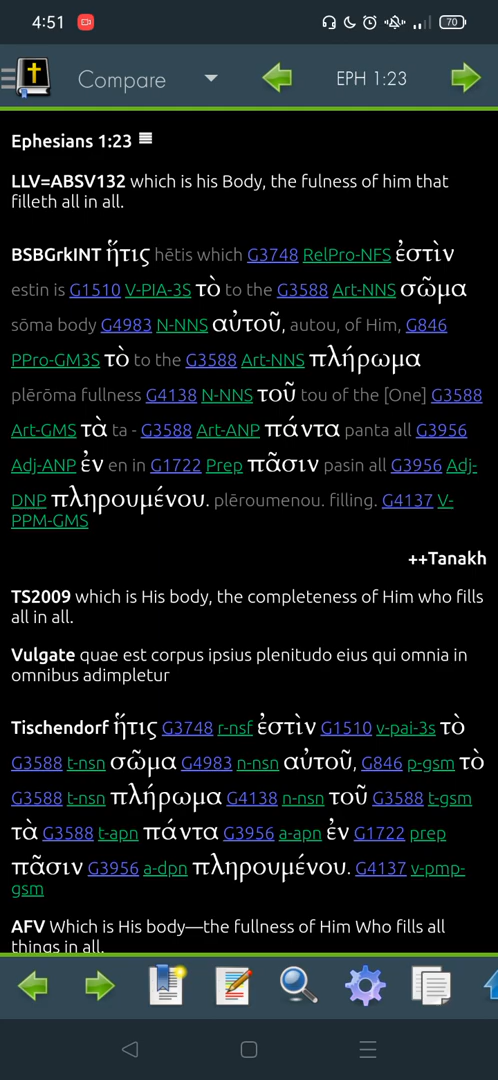 4:51
70
Compare
EPH 1:23
Ephesians 1:23
LLV=ABSV132 which is his Body, the fulness of him that
filleth all in all.
BSBGrkINT ἥτις hētis which G3748 RelPro-NFS ἐστὶν
estin is G1510 V-PIA-3S τὸ to the G3588 Art-NNS σῶμα
sōma body G4983 N-NNS αὐτοῦ, autou, of Him, G846
PPro-GM3S τὸ to the G3588 Art-NNS πλήρωμα
plērōma fullness G4138 N-NNS τοῦ tou of the [One] G3588
Art-GMS τὰ ta - G3588 Art-ANP πάντα panta all G3956
Adj-ANP ἐν en in G1722 Prep πᾶσιν pasin all G3956 Adj-
DNP πληρουμένου. plēroumenou. filling. G4137 V-
PPM-GMS
++Tanakh
TS2009 which is His body, the completeness of Him who fills
all in all.
Vulgate quae est corpus ipsius plenitudo eius qui omnia in
omnibus adimpletur
Tischendorf ἥτις G3748 r-nsf ἐστὶν G1510 v-pai-3s τὸ
G3588 t-nsn σῶμα G4983 n-nsn αὐτοῦ, G846 p-gsm τὸ
G3588 t-nsn πλήρωμα G4138 n-nsn τοῦ G3588 t-gsm
τὰ G3588 t-apn πάντα G3956 a-apn ἐν G1722 prep
πᾶσιν G3956 a-dpn πληρουμένου. G4137 v-pmp-
gsm
AFV Which is His body—the fullness of Him Who fills all
things in all.